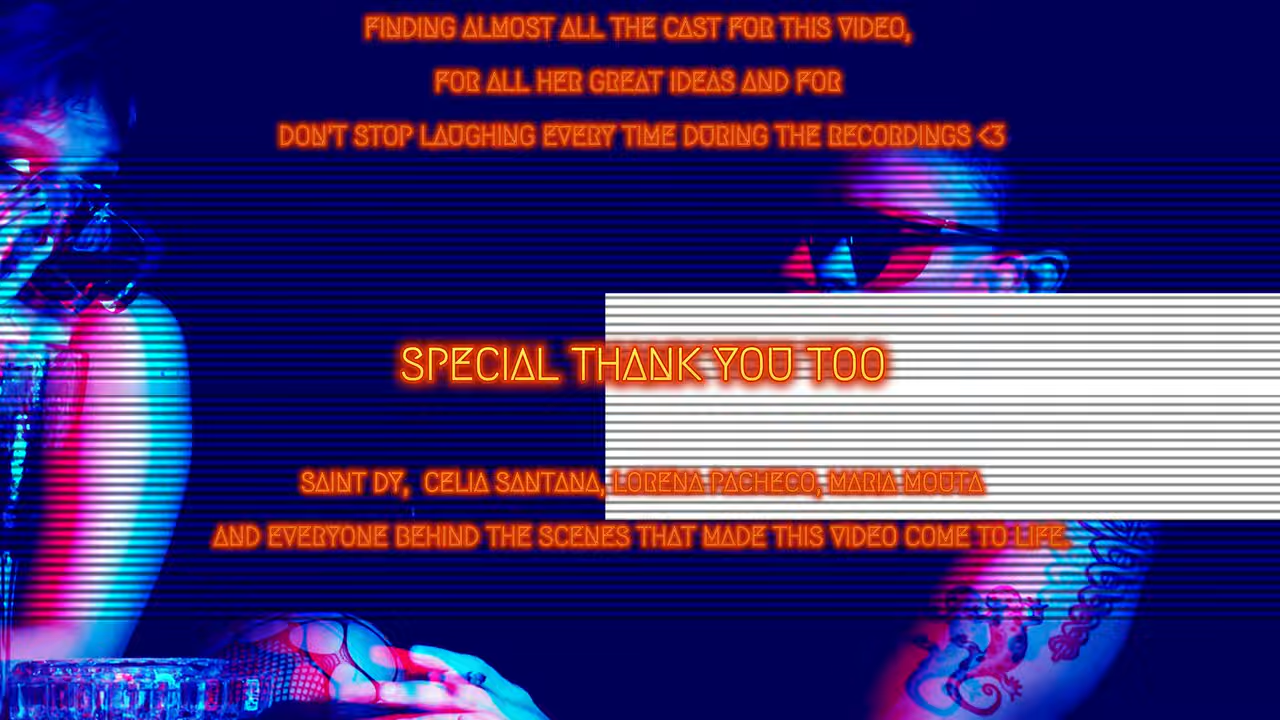 FINDING ALMOST ALL THE CAST FOR THIS VIDEO,
FOR ALL HER GREAT IDEAS AND FOR
DON'T STOP LAUGHING EVERY TIME DURING THE RECORDINGS <3
SPECIAL THANK YOU TOO
SAINT DY, CELIA SANTANA, LORENA PACHECO, MARIA MOUTA
AND EVERYONE BEHIND THE SCENES THAT MADE THIS VIDEO COME TO LIFE.